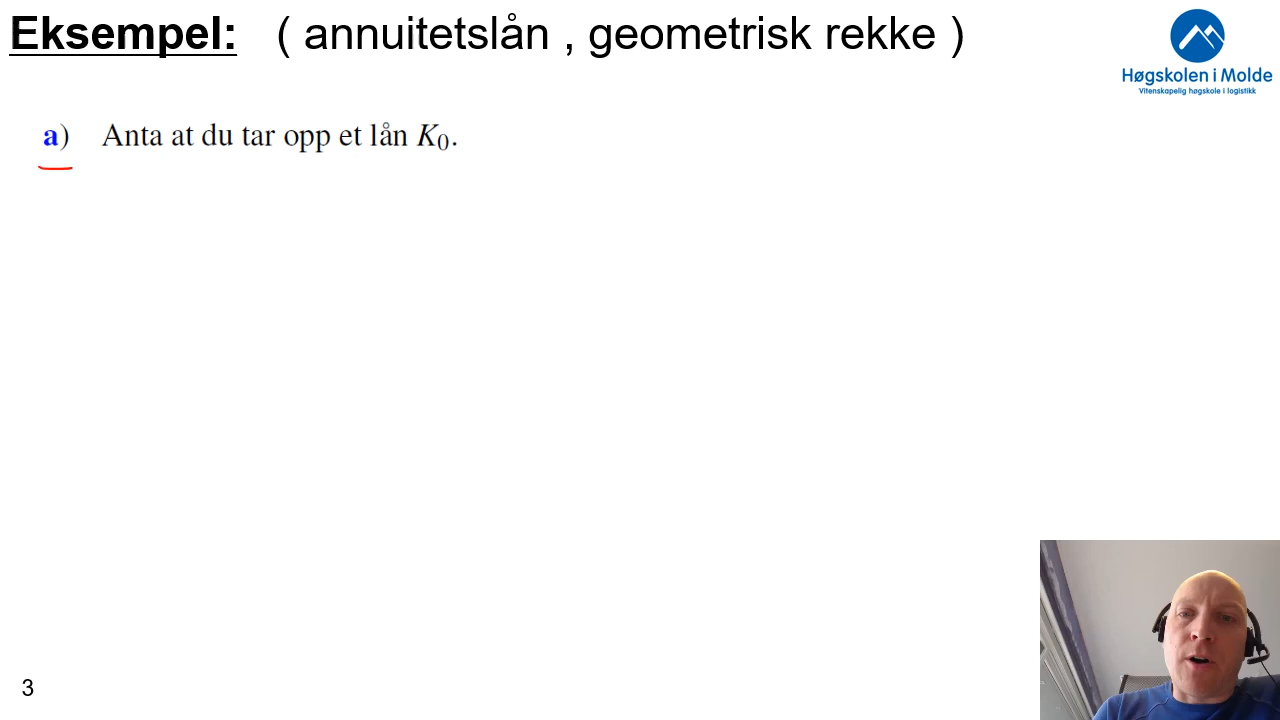 Eksempel: ( annuitetslån , geometrisk rekke )
Høgskolen i Molde
Vitenskapelig høgskole i logistikk
a) Anta at du tar opp et lån K₀.
3